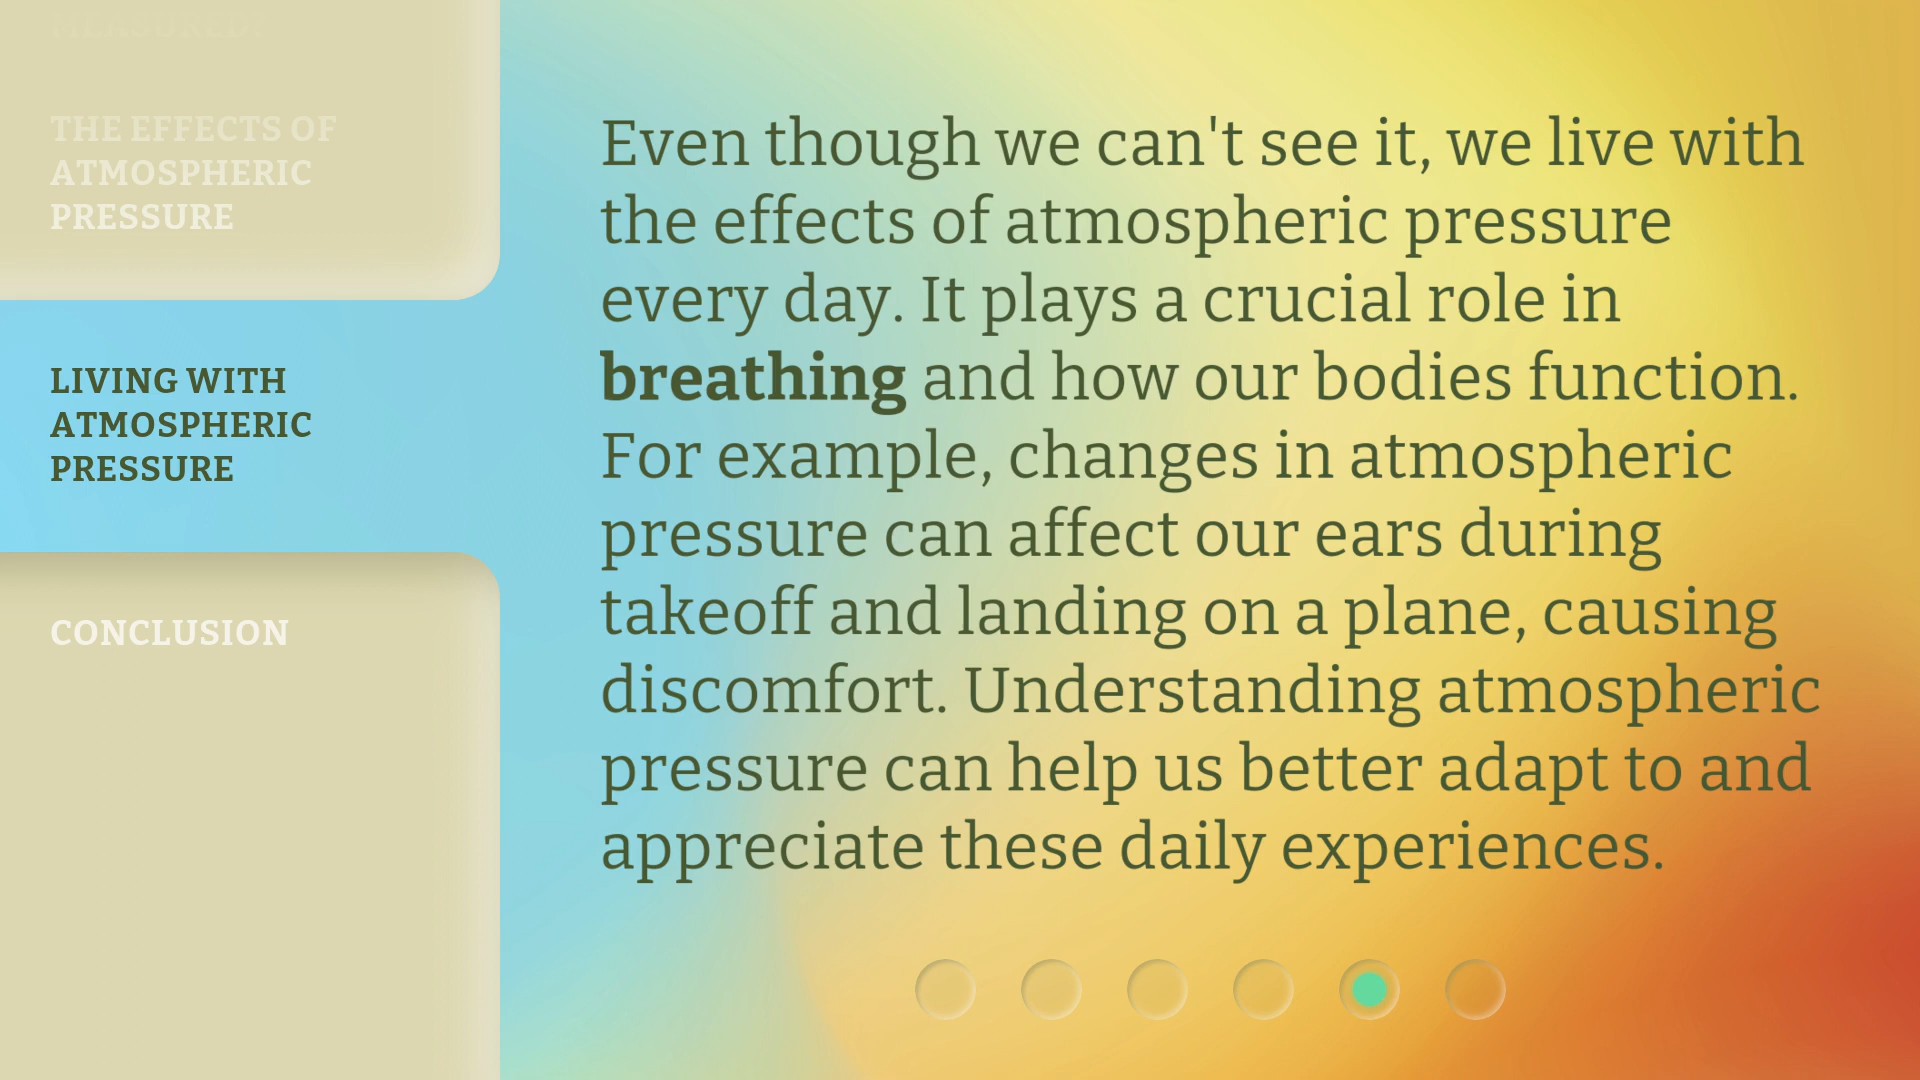 MEASURED?
THE EFFECTS OF
ATMOSPHERIC
PRESSURE
LIVING WITH
ATMOSPHERIC
PRESSURE
CONCLUSION
Even though we can't see it, we live with
the effects of atmospheric pressure
every day. It plays a crucial role in
breathing and how our bodies function.
For example, changes in atmospheric
pressure can affect our ears during
takeoff and landing on a plane, causing
discomfort. Understanding atmospheric
pressure can help us better adapt to and
appreciate these daily experiences.